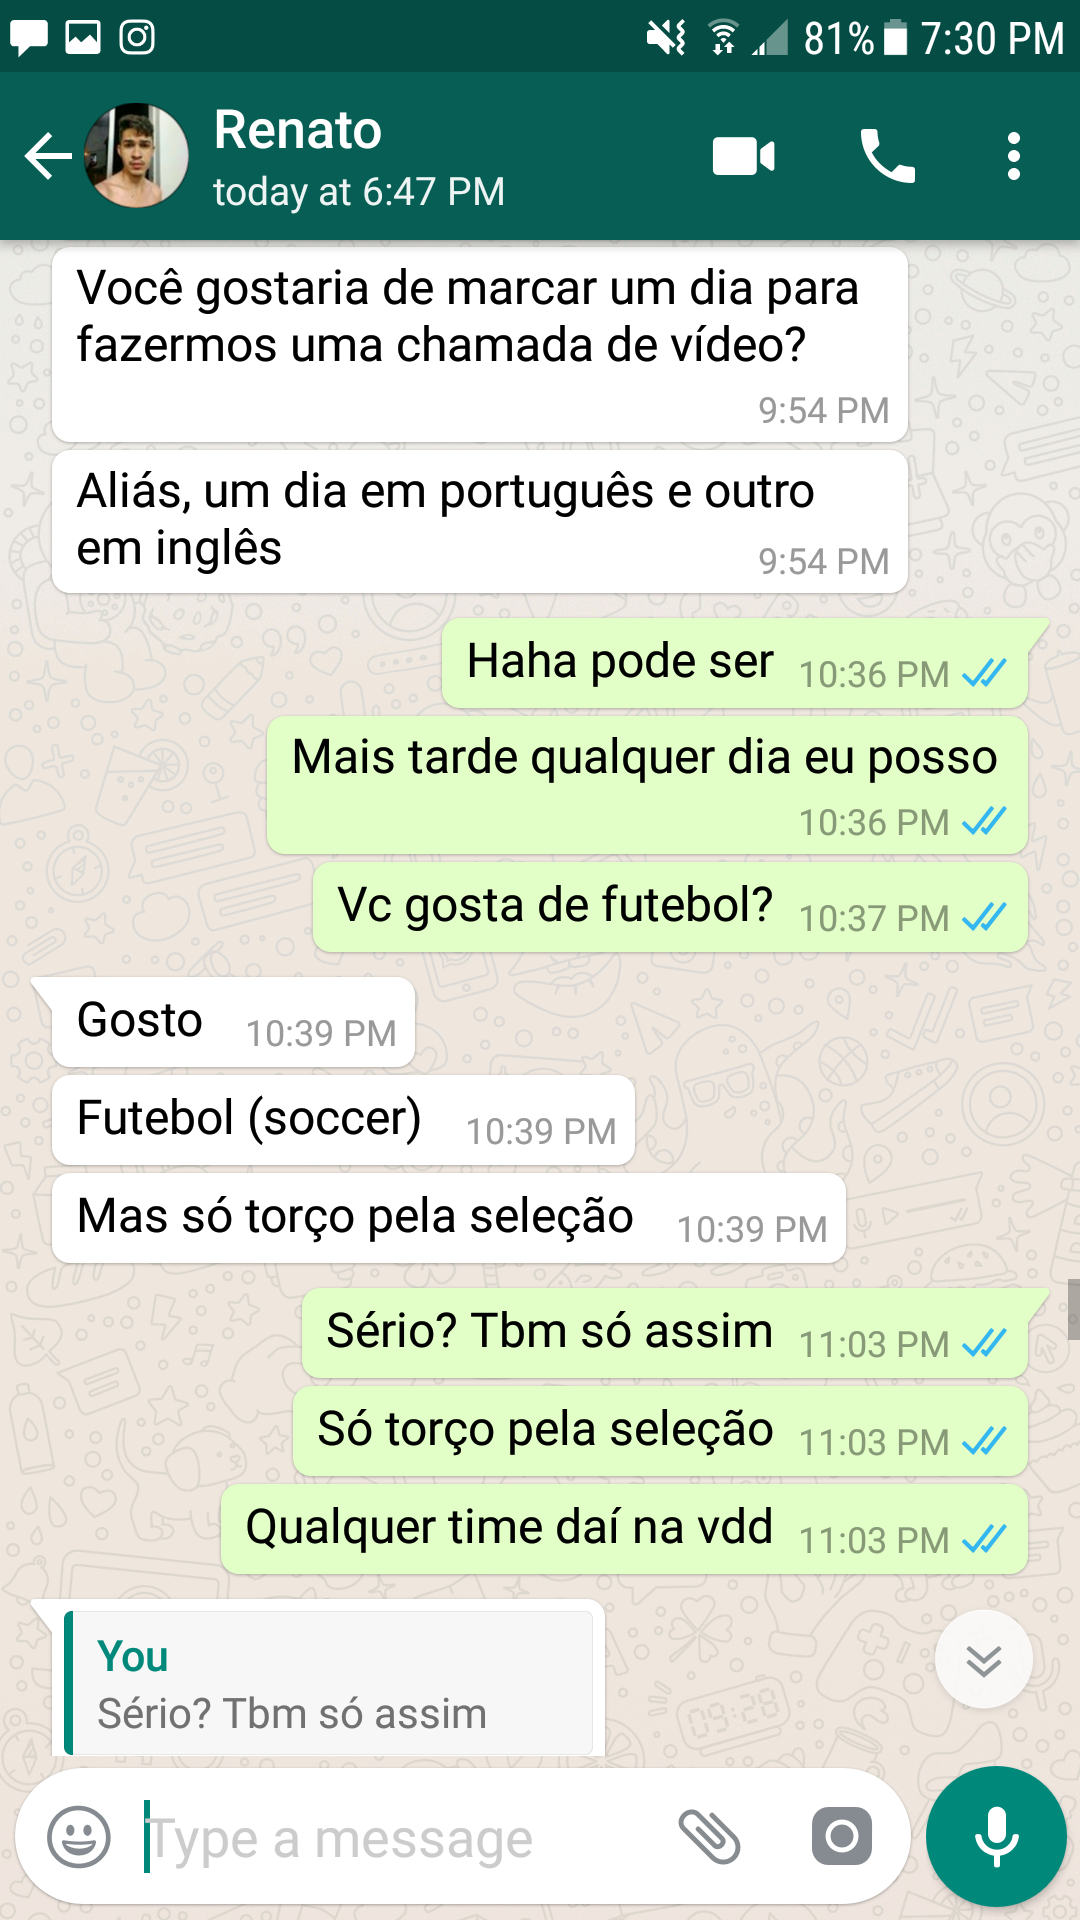 81% 7:30 PM
Renato
today at 6:47 PM
Você gostaria de marcar um dia para
fazermos uma chamada de vídeo?
9:54 PM
Aliás, um dia em português e outro
em inglês
9:54 PM
Haha pode ser 10:36 PM
Mais tarde qualquer dia eu posso
10:36 PM
Vc gosta de futebol? 10:37 PM
Gosto 10:39 PM
Futebol (soccer) 10:39 PM
Mas só torço pela seleção 10:39 PM
Sério? Tbm só assim 11:03 PM
Só torço pela seleção 11:03 PM
Qualquer time daí na vdd 11:03 PM
You
Sério? Tbm só assim
09:28
Type a message